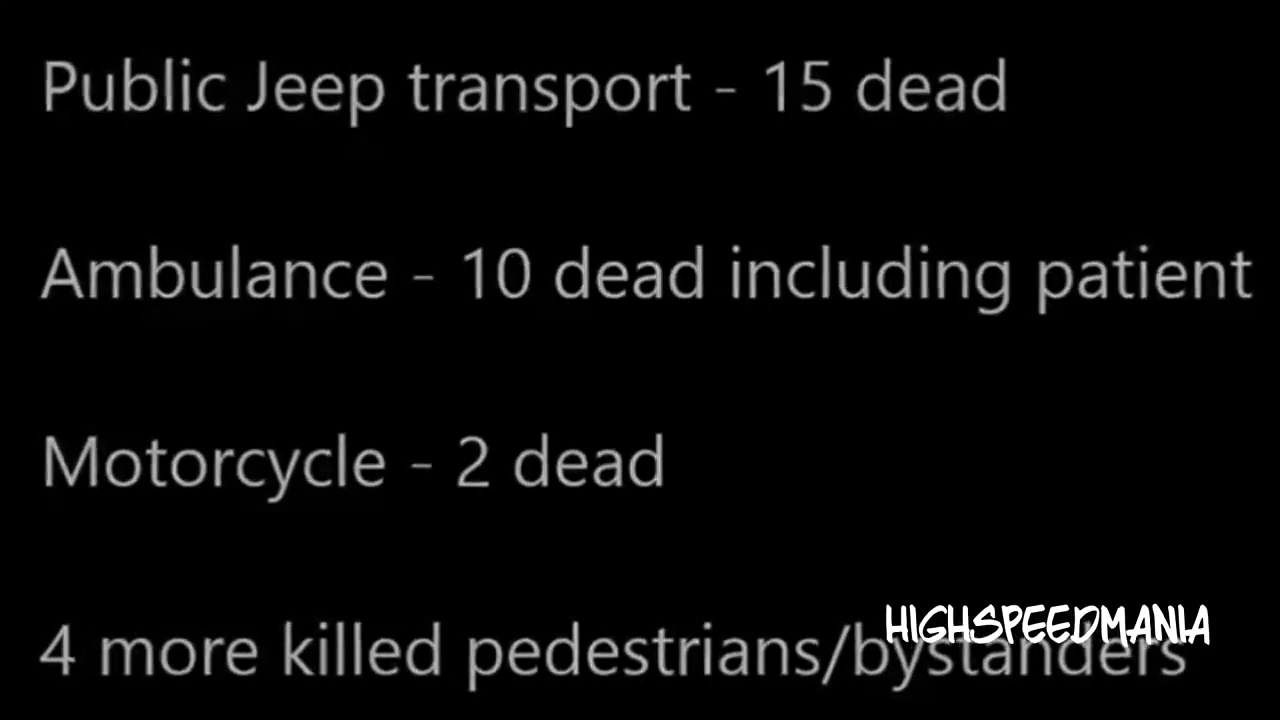 Public Jeep transport - 15 dead
Ambulance - 10 dead including patient
Motorcycle - 2 dead
HIGHSPEEDMANIA
4 more killed pedestrians/bystanders